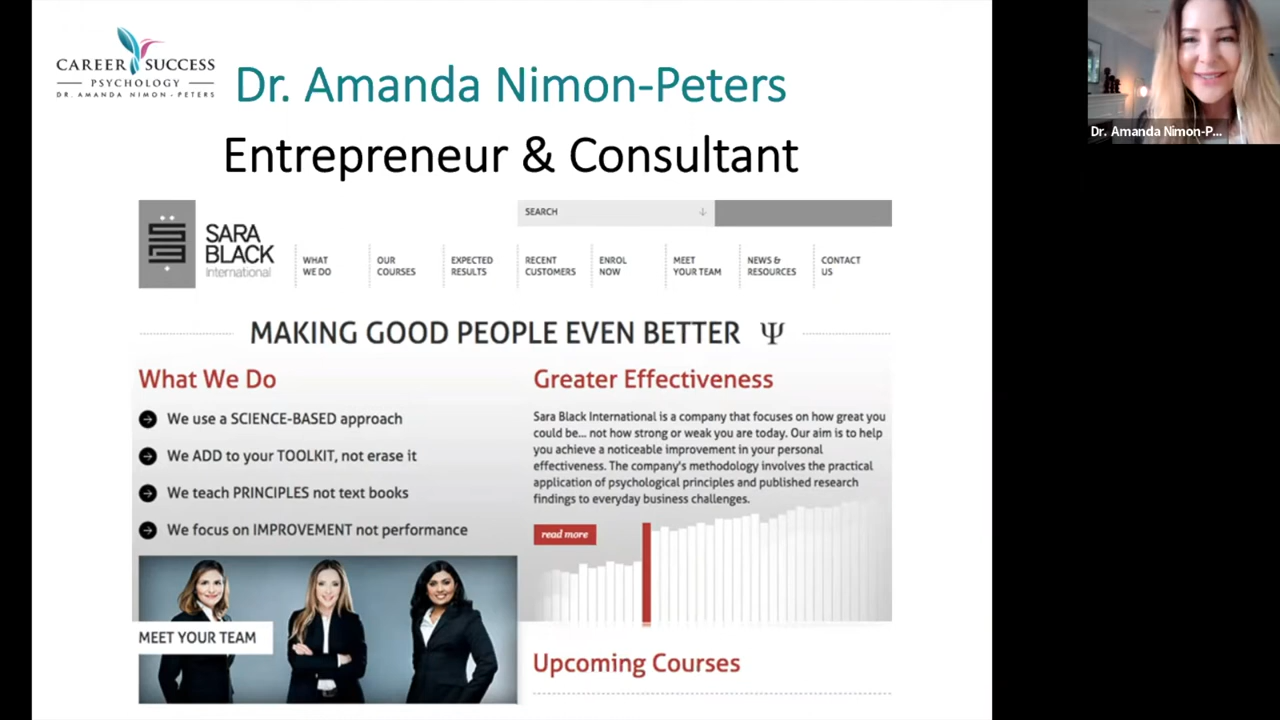 CAREER SUCCESS
PSYCHOLOGY
DR. AMANDA NIMON - PETERS
Dr. Amanda Nimon-Peters
Entrepreneur & Consultant
Dr. Amanda Nimon-P...
SARA
BLACK
International
SEARCH
WHAT
WE DO
OUR
COURSES
EXPECTED
RESULTS
RECENT
CUSTOMERS
ENROL
NOW
MEET
YOUR TEAM
NEWS &
RESOURCES
CONTACT
US
MAKING GOOD PEOPLE EVEN BETTER Ψ
What We Do
We use a SCIENCE-BASED approach
We ADD to your TOOLKIT, not erase it
We teach PRINCIPLES not text books
We focus on IMPROVEMENT not performance
MEET YOUR TEAM
Greater Effectiveness
Sara Black International is a company that focuses on how great you
could be... not how strong or weak you are today. Our aim is to help
you achieve a noticeable improvement in your personal
effectiveness. The company's methodology involves the practical
application of psychological principles and published research
findings to everyday business challenges.
read more
Upcoming Courses